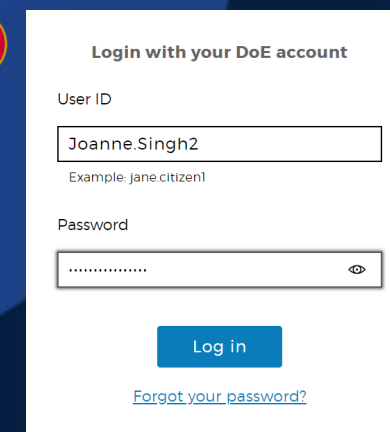 Login with your DoE account
User ID
Joanne.Singh2
Example: jane.citizen1
Password
................
Log in
Forgot your password?